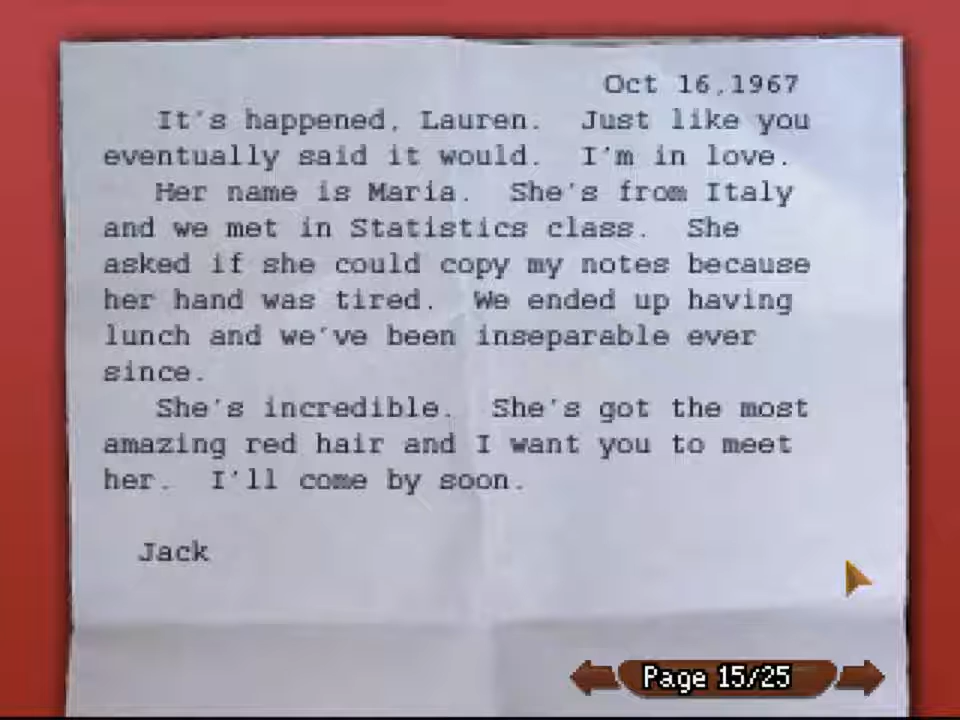 Oct 16,1967
It's happened, Lauren. Just like you
eventually said it would. I'm in love.
Her name is Maria. She's from Italy
and we met in Statistics class. She
asked if she could copy my notes because
her hand was tired. We ended up having
lunch and we've been inseparable ever
since.
She's incredible. She's got the most
amazing red hair and I want you to meet
her. I'll come by soon.
Jack
Page 15/25